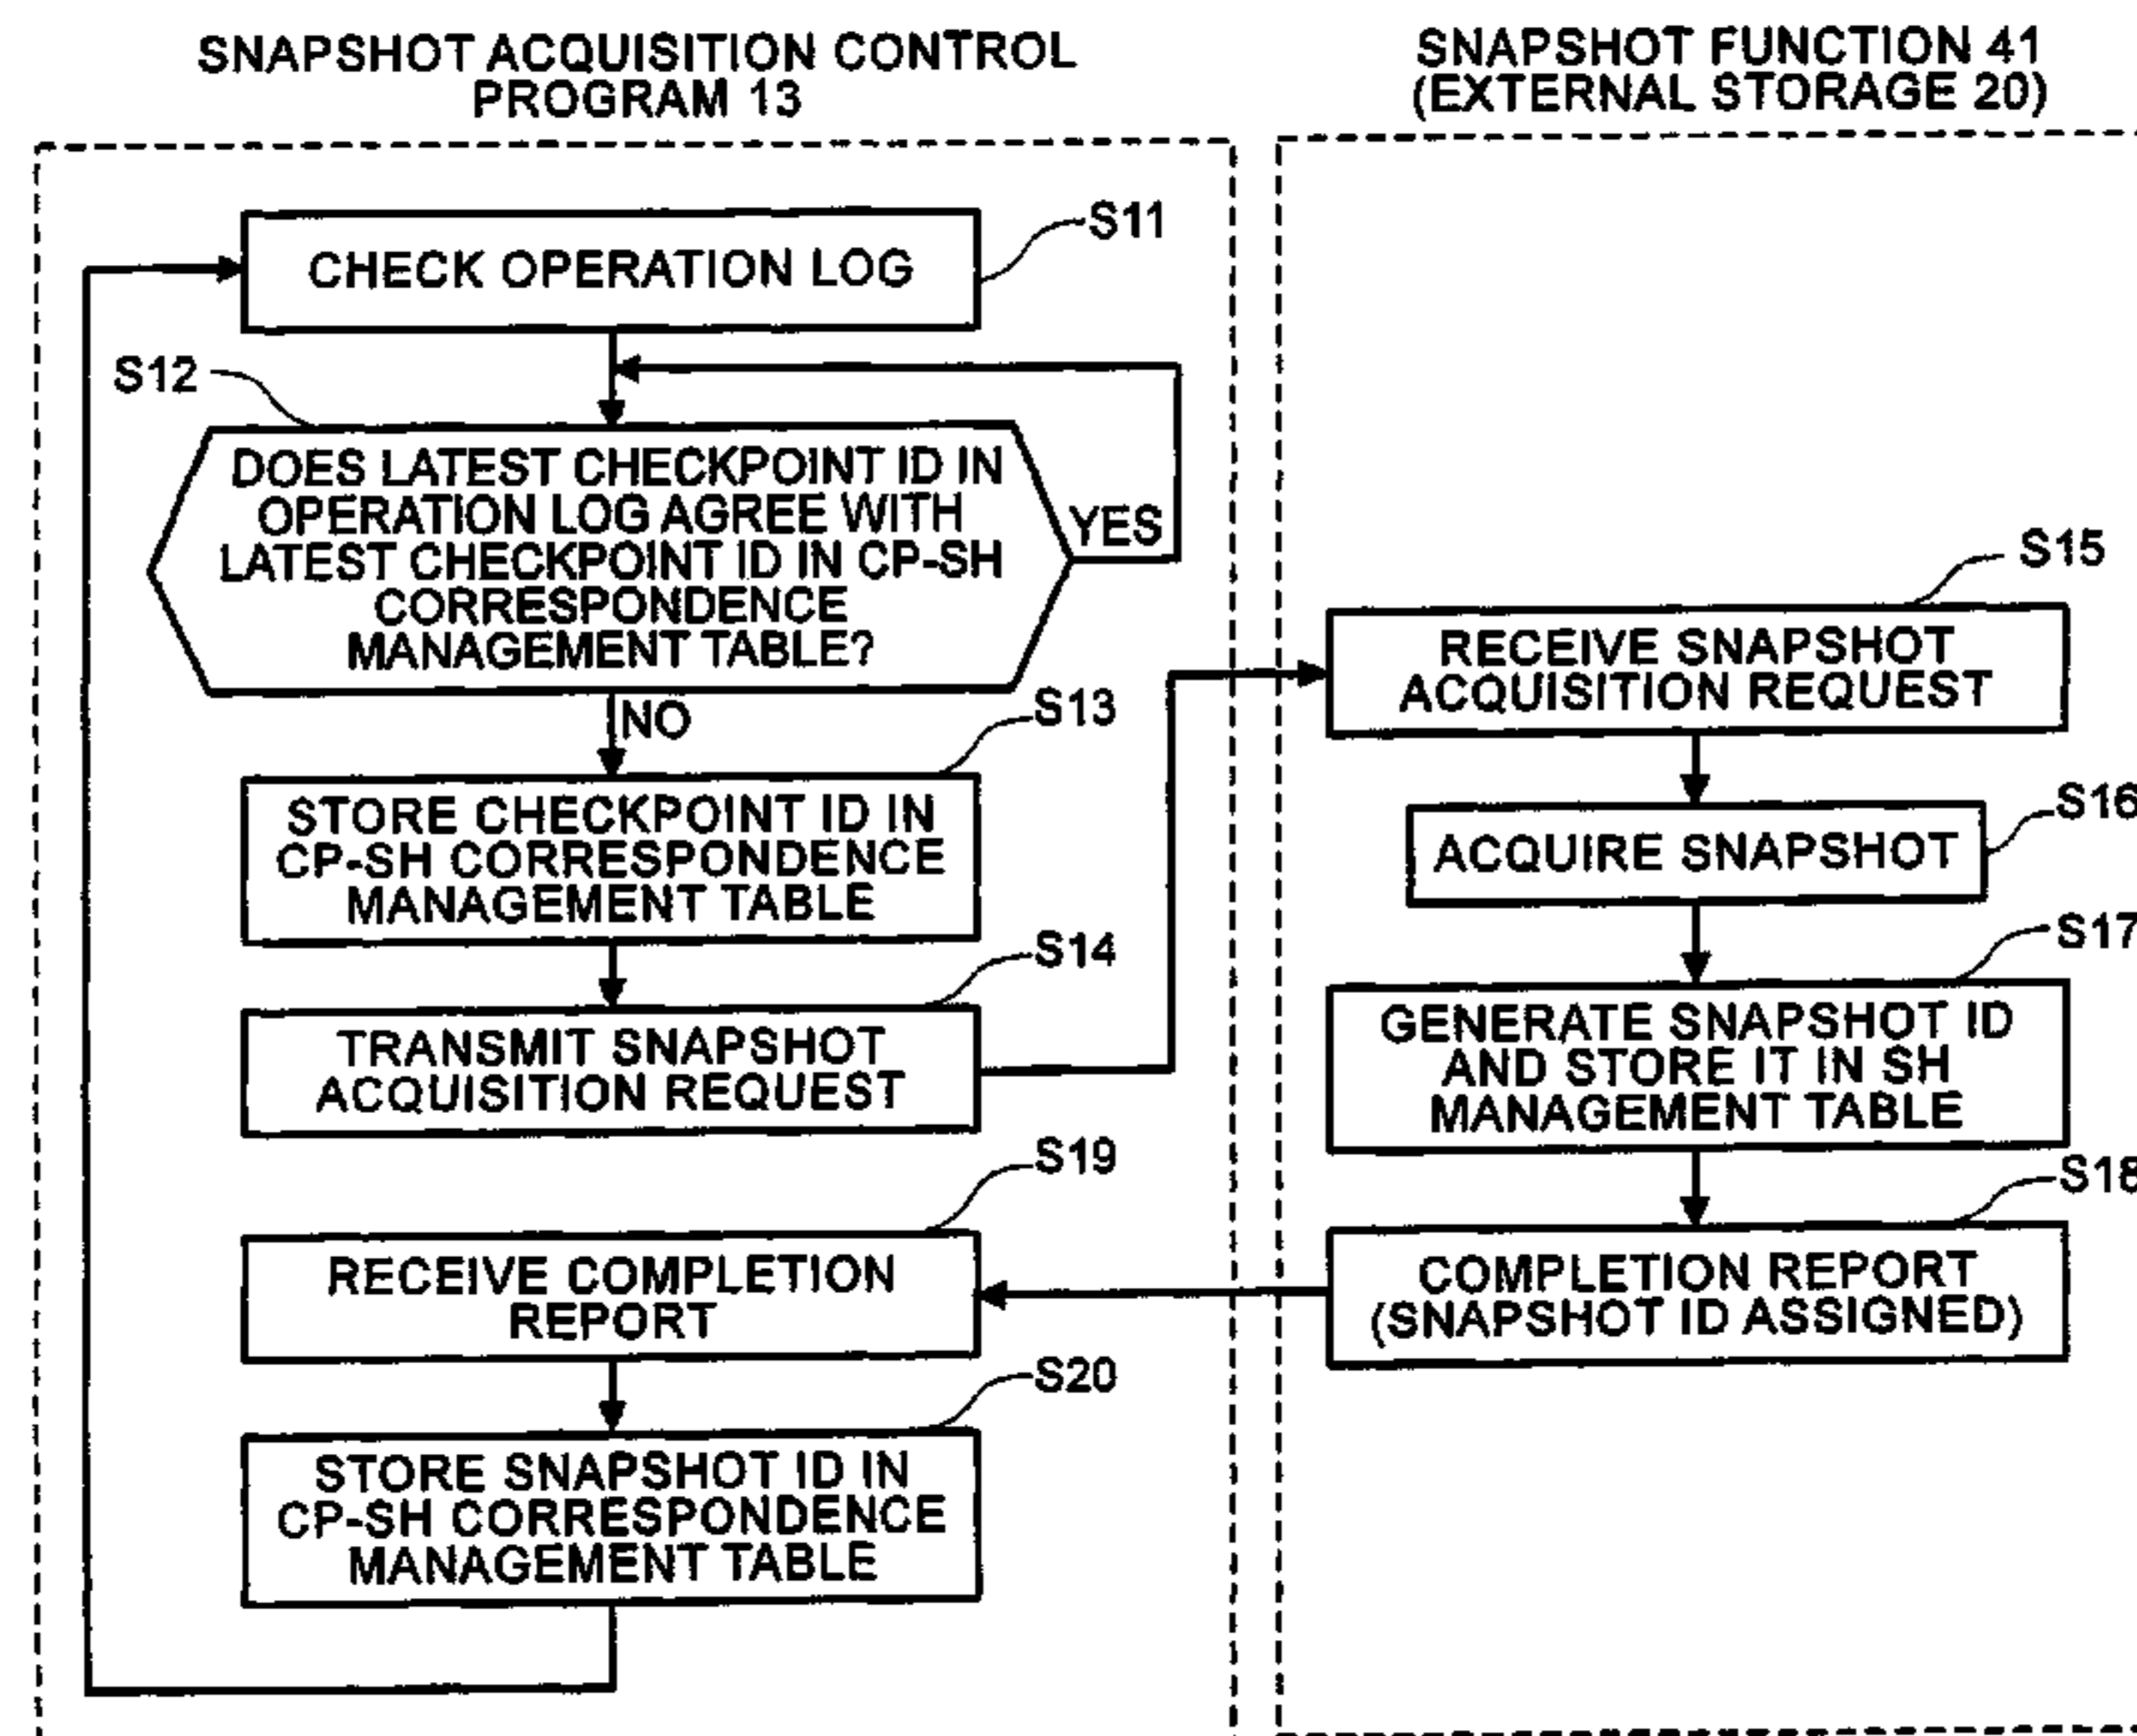 SNAPSHOT ACQUISITION CONTROL
PROGRAM 13
CHECK OPERATION LOG
S11
S12
DOES LATEST CHECKPOINT ID IN
OPERATION LOG AGREE WITH
LATEST CHECKPOINT ID IN CP-SH
CORRESPONDENCE
MANAGEMENT TABLE?
YES
NO
S13
STORE CHECKPOINT ID IN
CP-SH CORRESPONDENCE
MANAGEMENT TABLE
S14
TRANSMIT SNAPSHOT
ACQUISITION REQUEST
S19
RECEIVE COMPLETION
REPORT
S20
STORE SNAPSHOT ID IN
CP-SH CORRESPONDENCE
MANAGEMENT TABLE
SNAPSHOT FUNCTION 41
(EXTERNAL STORAGE 20)
S15
RECEIVE SNAPSHOT
ACQUISITION REQUEST
S16
ACQUIRE SNAPSHOT
S17
GENERATE SNAPSHOT ID
AND STORE IT IN SH
MANAGEMENT TABLE
S18
COMPLETION REPORT
(SNAPSHOT ID ASSIGNED)